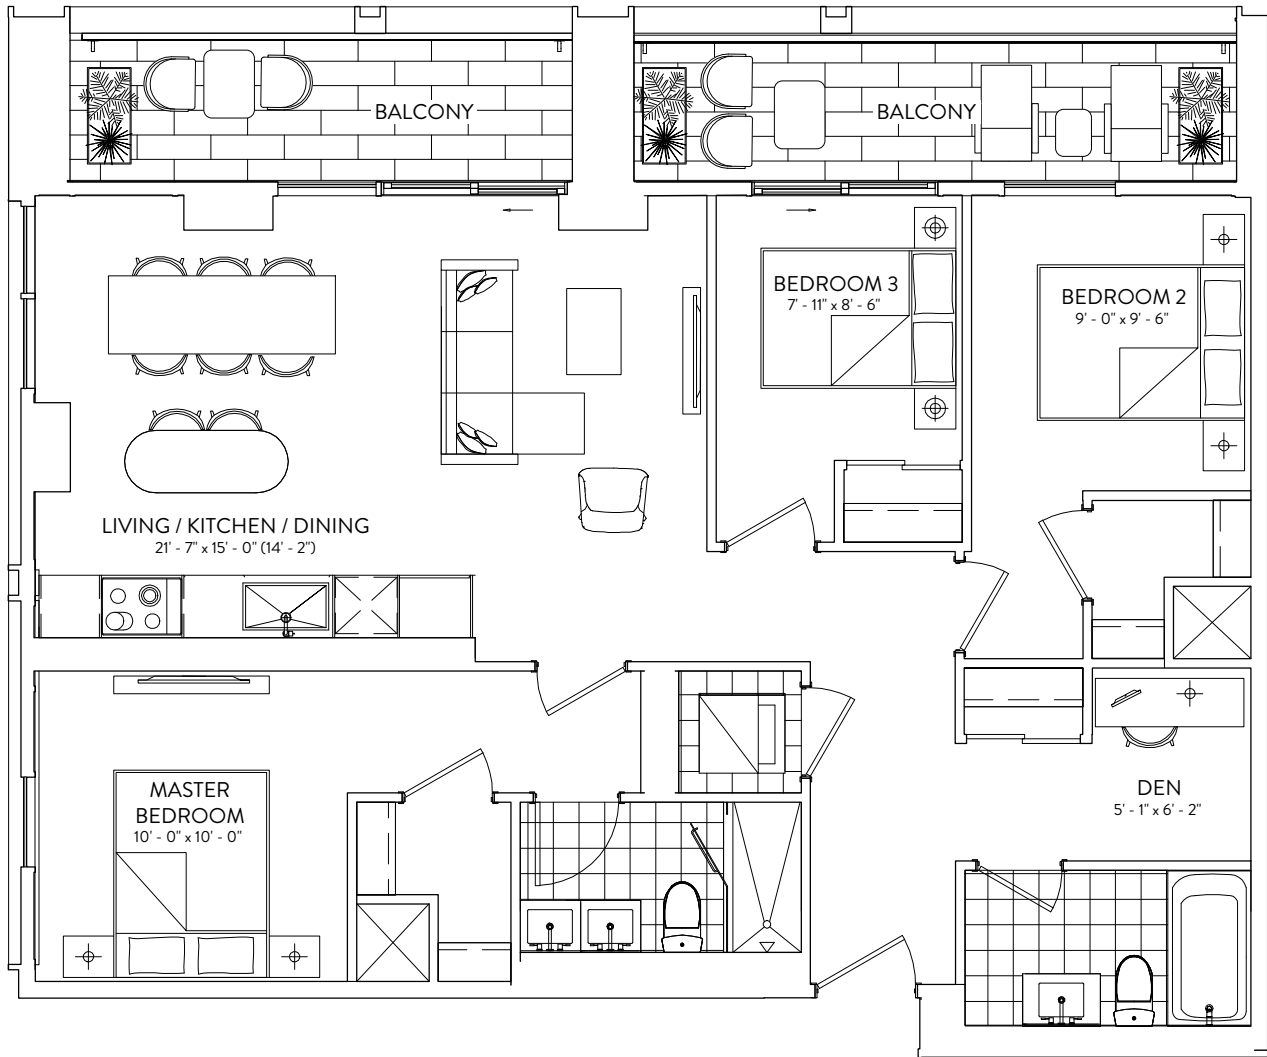 BALCONY
BALCONY
BEDROOM 3
7' - 11" x 8' - 6"
BEDROOM 2
9' - 0" x 9' - 6"
LIVING / KITCHEN / DINING
21' - 7" x 15' - 0" (14' - 2")
MASTER
BEDROOM
10' - 0" x 10' - 0"
DEN
5' - 1" x 6' - 2"